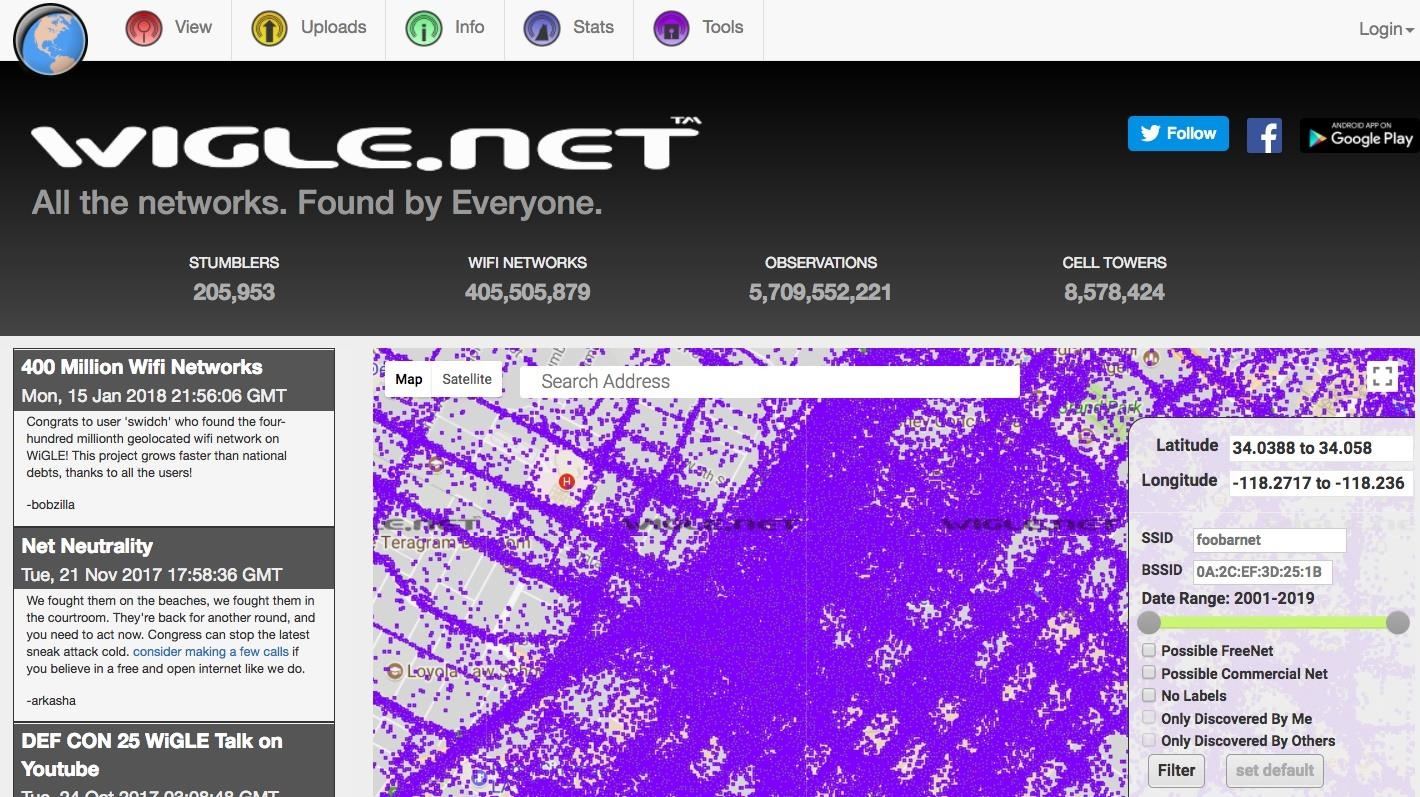 View
Uploads
Info
Stats
Tools
Login
WiGLE.NET™
All the networks. Found by Everyone.
Follow
ANDROID APP ON
Google Play
STUMBLERS
WIFI NETWORKS
OBSERVATIONS
CELL TOWERS
205,953
405,505,879
5,709,552,221
8,578,424
400 Million Wifi Networks
Mon, 15 Jan 2018 21:56:06 GMT
Congrats to user 'swidch' who found the four-
hundred millionth geolocated wifi network on
WiGLE! This project grows faster than national
debts, thanks to all the users!
-bobzilla
Net Neutrality
Tue, 21 Nov 2017 17:58:36 GMT
We fought them on the beaches, we fought them in
the courtroom. They're back for another round, and
you need to act now. Congress can stop the latest
sneak attack cold. consider making a few calls if
you believe in a free and open internet like we do.
-arkasha
DEF CON 25 WiGLE Talk on
Youtube
Tue, 24 Oct 2017 03:08:48 GMT
Map
Satellite
Search Address
Grand Park
H
WIGLE.NET
WIGLE.NET
Teragram
Loyola Law
Latitude
34.0388 to 34.058
Longitude
-118.2717 to -118.236
SSID
foobarnet
BSSID
0A:2C:EF:3D:25:1B
Date Range: 2001-2019
Possible FreeNet
Possible Commercial Net
No Labels
Only Discovered By Me
Only Discovered By Others
Filter
set default